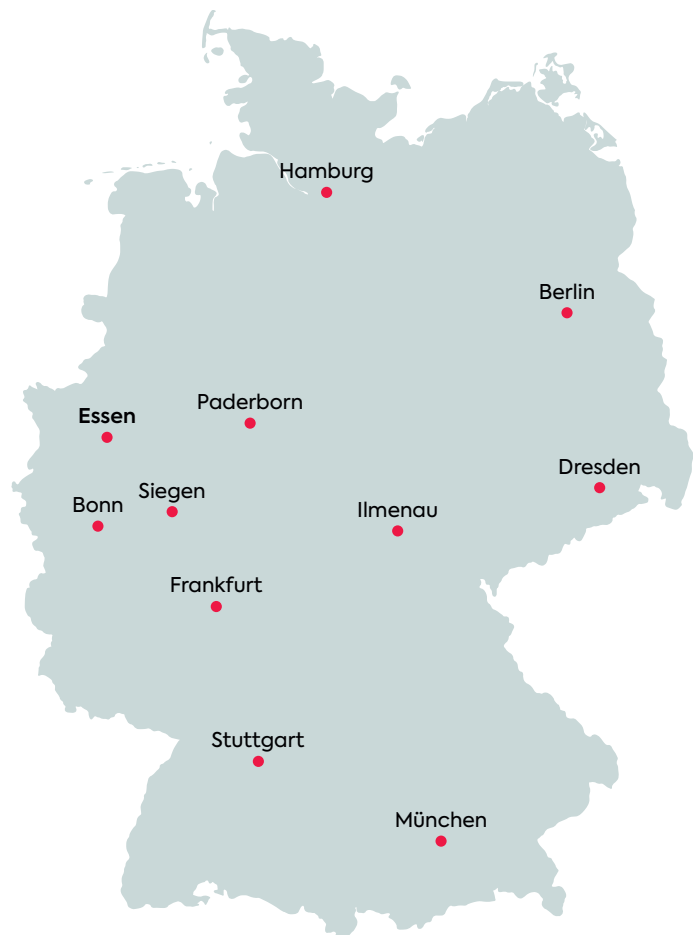 Hamburg
Berlin
Paderborn
Essen
Dresden
Siegen
Bonn
Ilmenau
Frankfurt
Stuttgart
München